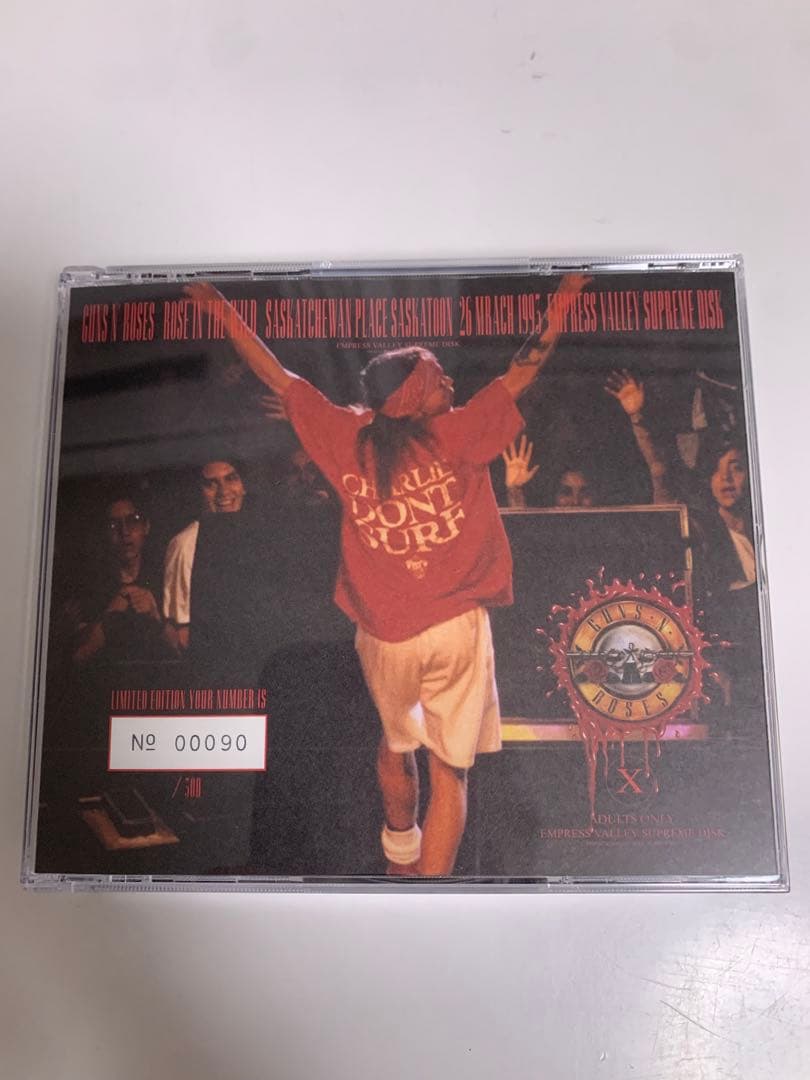 GUNS N' ROSES ROSE IN THE WILD SASKATCHEWAN PLACE SASKATOON 26 MRACH 1993 EMPRESS VALLEY SUPREME DISK
EMPRESS VALLEY SUPREME DISK
CHARLIE
DONT
SURF
GUNS·N·
ROSES
LIMITED EDITION YOUR NUMBER IS
№ 00090
/ 300
X
ADULTS ONLY
EMPRESS VALLEY SUPREME DISK